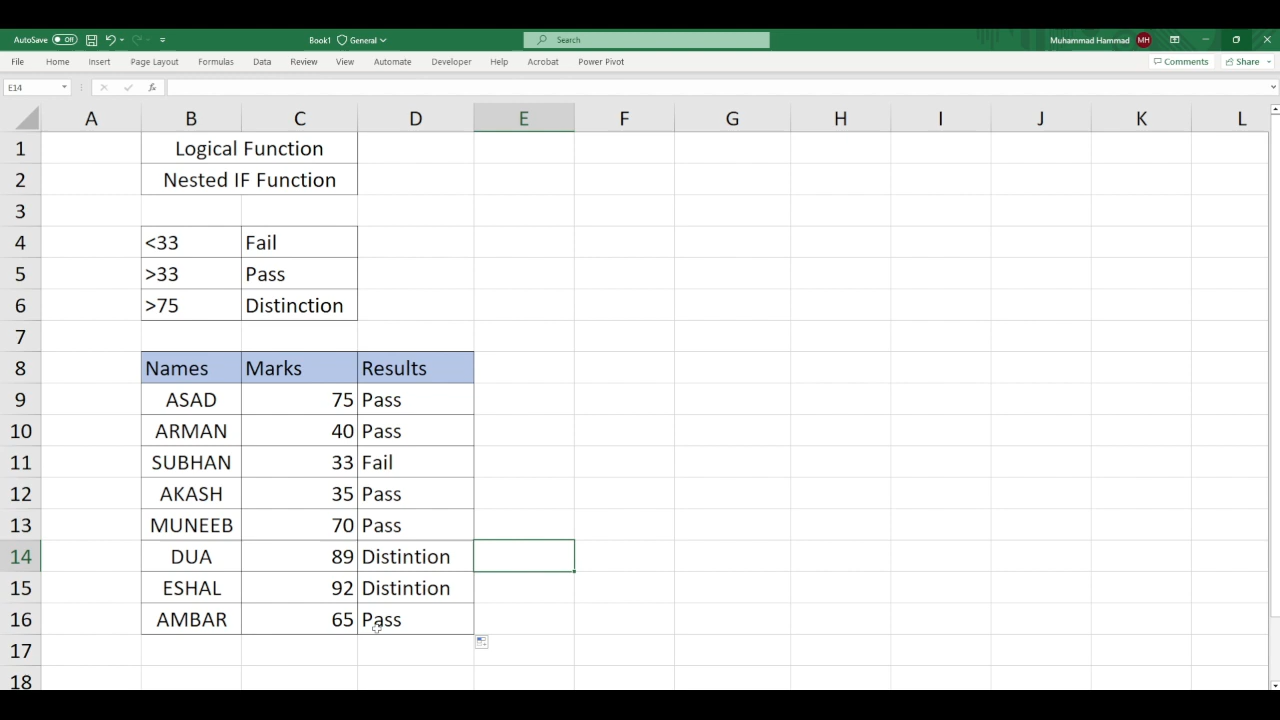 AutoSave Off Book1 General Search Muhammad Hammad MH
File Home Insert Page Layout Formulas Data Review View Automate Developer Help Acrobat Power Pivot Comments Share
E14 fx
A B C D E F G H I J K L
1 Logical Function
2 Nested IF Function
3
4 <33 Fail
5 >33 Pass
6 >75 Distinction
7
8 Names Marks Results
9 ASAD 75 Pass
10 ARMAN 40 Pass
11 SUBHAN 33 Fail
12 AKASH 35 Pass
13 MUNEEB 70 Pass
14 DUA 89 Distintion
15 ESHAL 92 Distintion
16 AMBAR 65 Pass
17
18